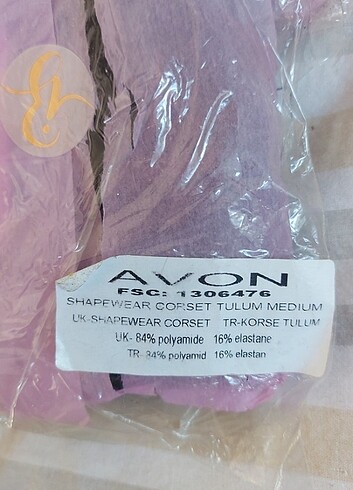 AVON
FSC: 1306476
SHAPEWEAR CORSET TULUM MEDIUM
UK-SHAPEWEAR CORSET TR-KORSE TULUM
UK- 84% polyamide 16% elastane
TR- 84% polyamid 16% elastan